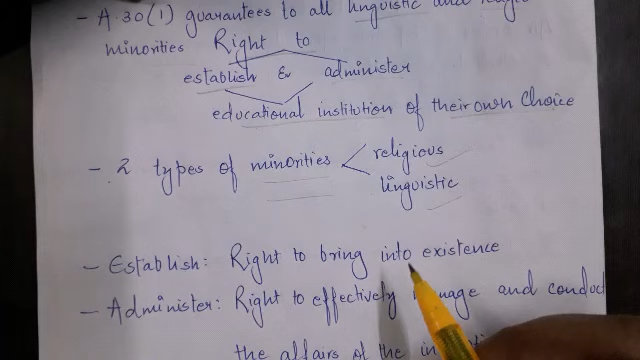 - A.30(1) guarantees to all linguistic and
minorities Right to
establish & administer
educational institution of their own choice
- 2 types of minorities religious
linguistic
- Establish: Right to bring into existence
- Administer: Right to effectively and conduct
the affairs of the